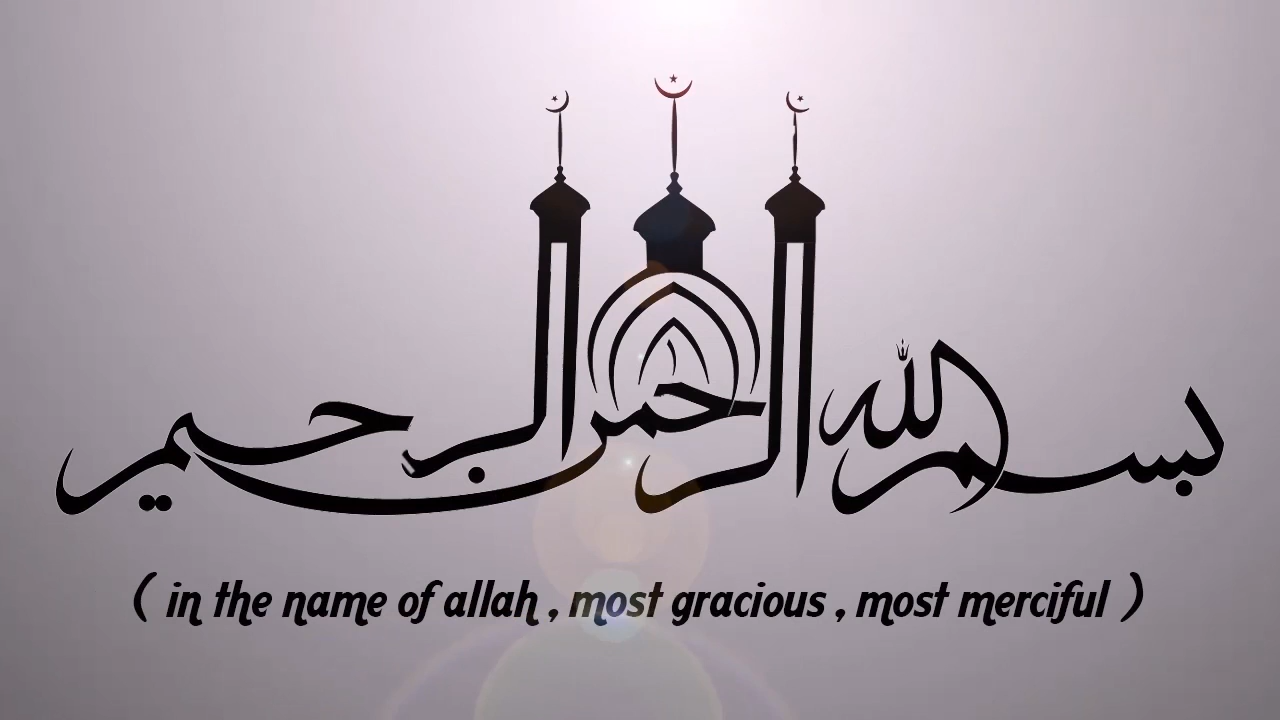 بسم الله الرحمن الرحيم
( in the name of allah , most gracious , most merciful )